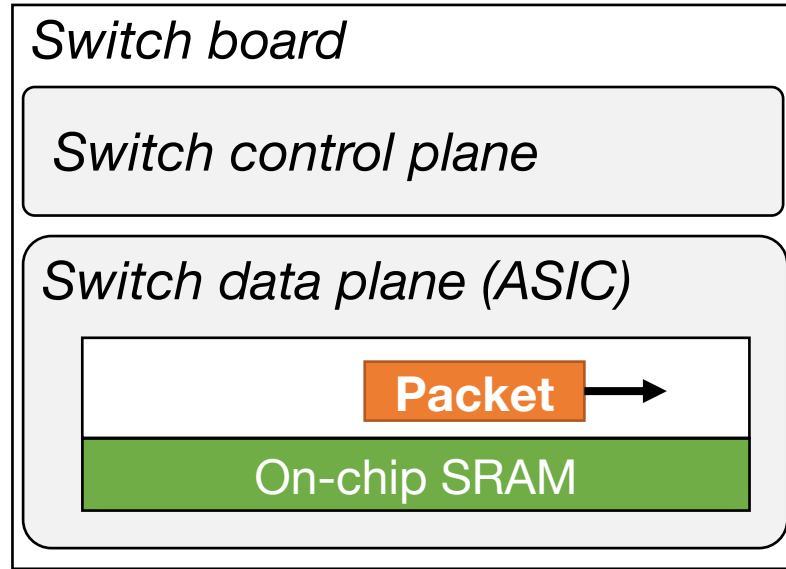 Switch board
Switch control plane
Switch data plane (ASIC)
Packet
On-chip SRAM